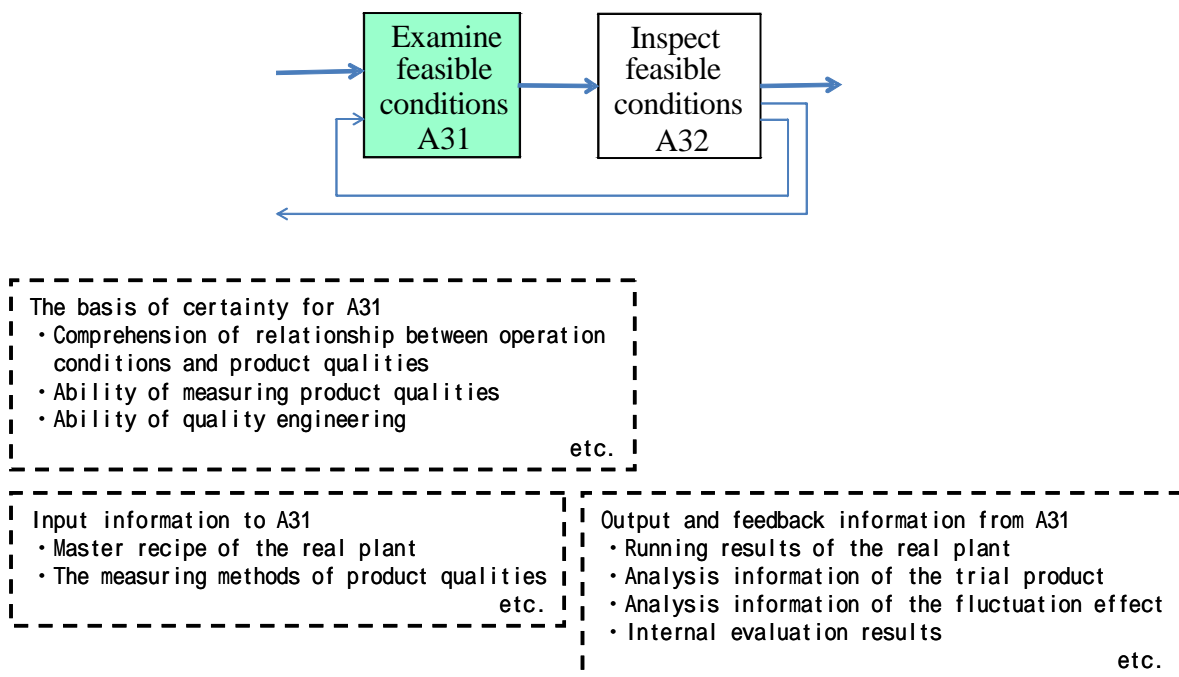 Examine
feasible
conditions
A31
Inspect
feasible
conditions
A32
The basis of certainty for A31
・Comprehension of relationship between operation
conditions and product qualities
・Ability of measuring product qualities
・Ability of quality engineering
etc.
Input information to A31
・Master recipe of the real plant
・The measuring methods of product qualities
etc.
Output and feedback information from A31
・Running results of the real plant
・Analysis information of the trial product
・Analysis information of the fluctuation effect
・Internal evaluation results
etc.